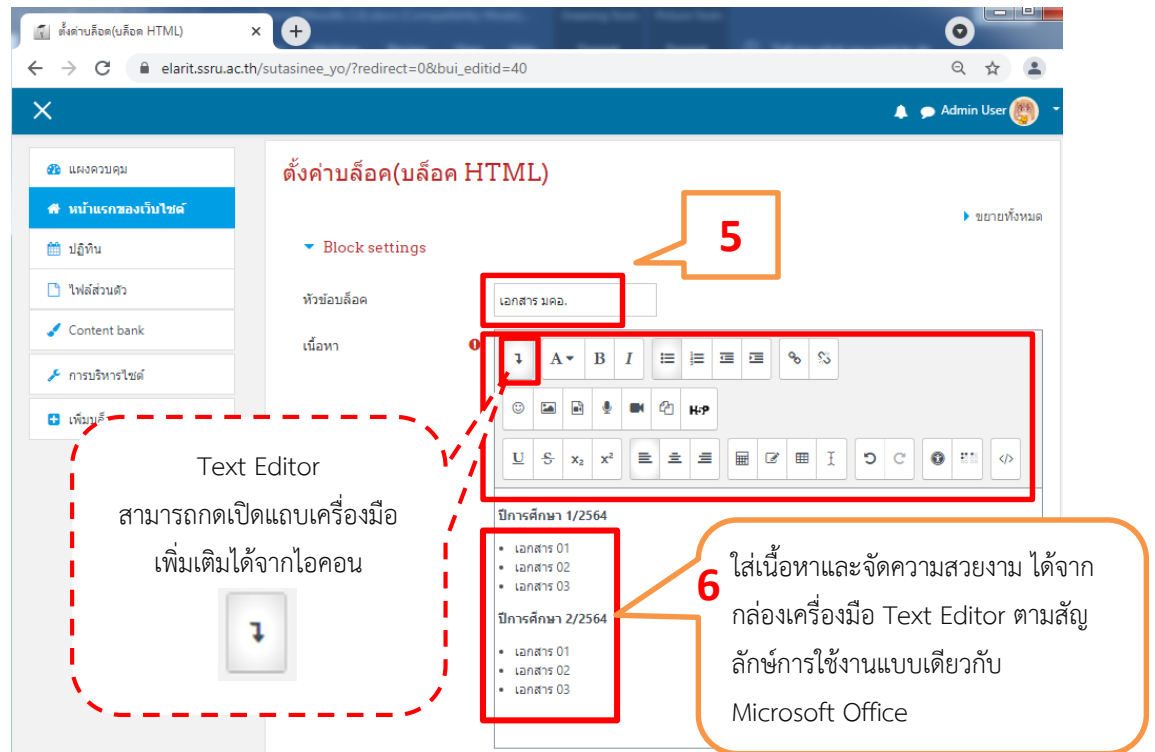 ตั้งค่าบล็อค(บล็อค HTML)
elarit.ssru.ac.th/sutasinee_yo/?redirect=0&bui_editid=40
Admin User
แผงควบคุม
หน้าแรกของเว็บไซต์
ปฏิทิน
ไฟล์ส่วนตัว
Content bank
การบริหารไซต์
ตั้งค่าบล็อค(บล็อค HTML)
5
ขยายทั้งหมด
Block settings
หัวข้อบล็อค
เอกสาร มคอ.
เนื้อหา
A B I
H5P
U S x₂ x²
ปีการศึกษา 1/2564
• เอกสาร 01
• เอกสาร 02
• เอกสาร 03
ปีการศึกษา 2/2564
• เอกสาร 01
• เอกสาร 02
• เอกสาร 03
Text Editor
สามารถกดเปิดแถบเครื่องมือ
เพิ่มเติมได้จากไอคอน
6
ใส่เนื้อหาและจัดความสวยงาม ได้จาก
กล่องเครื่องมือ Text Editor ตามสัญ
ลักษ์การใช้งานแบบเดียวกับ
Microsoft Office